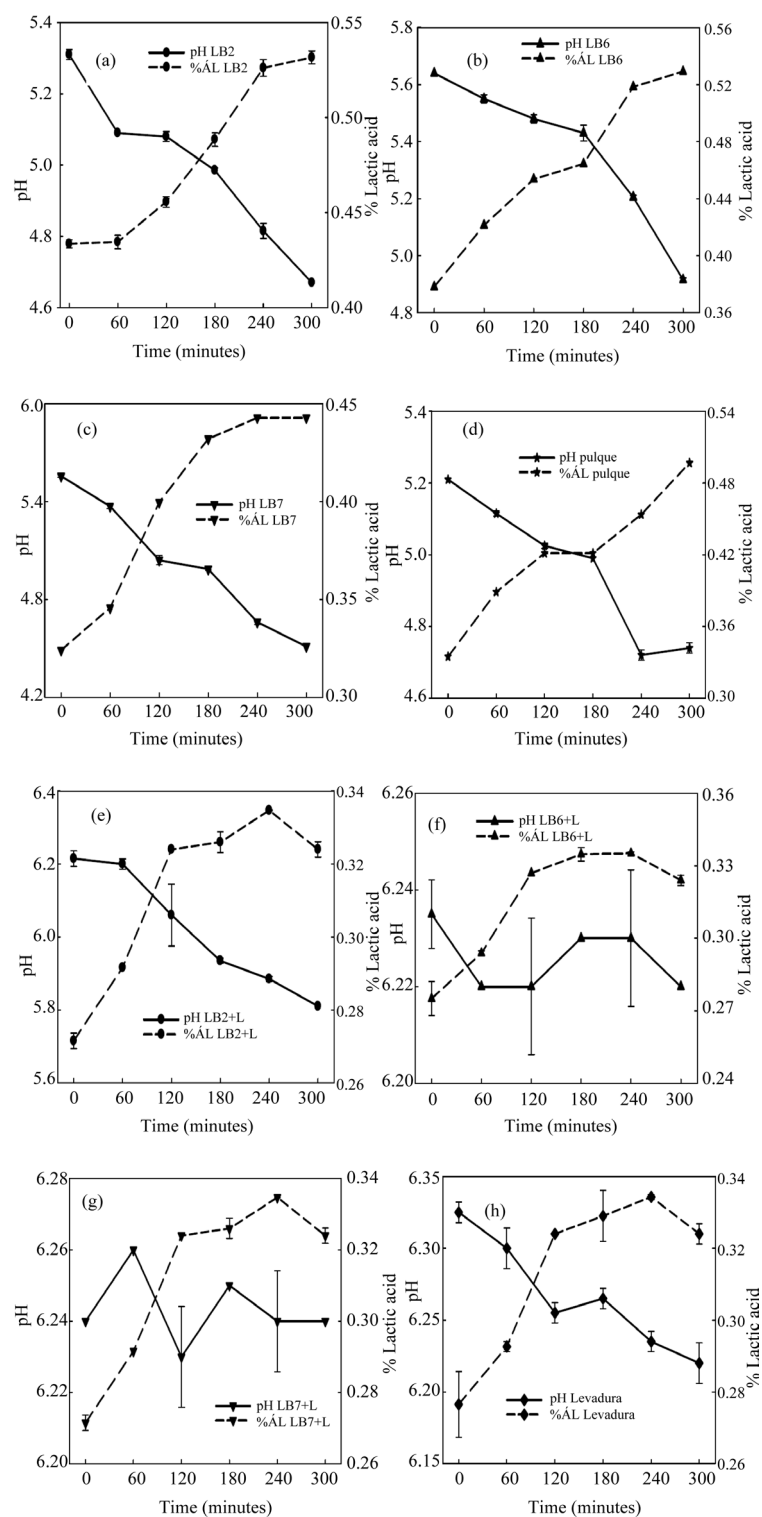 (a)
pH LB2
%ÁL LB2
5.4
5.2
5.0
4.8
4.6
pH
0.55
0.50
0.45
0.40
% Lactic acid
0 60 120 180 240 300
Time (minutes)
(b)
pH LB6
%ÁL LB6
5.8
5.6
5.4
5.2
5.0
4.8
pH
0.56
0.52
0.48
0.44
0.40
0.36
% Lactic acid
0 60 120 180 240 300
Time (minutes)
(c)
pH LB7
%ÁL LB7
6.0
5.4
4.8
4.2
pH
0.45
0.40
0.35
0.30
% Lactic acid
0 60 120 180 240 300
Time (minutes)
(d)
pH pulque
%ÁL pulque
5.4
5.2
5.0
4.8
4.6
pH
0.54
0.48
0.42
0.36
0.30
% Lactic acid
0 60 120 180 240 300
Time (minutes)
(e)
pH LB2+L
%ÁL LB2+L
6.4
6.2
6.0
5.8
5.6
pH
0.34
0.32
0.30
0.28
0.26
% Lactic acid
0 60 120 180 240 300
Time (minutes)
(f)
pH LB6+L
%ÁL LB6+L
6.26
6.24
6.22
6.20
pH
0.36
0.33
0.30
0.27
0.24
% Lactic acid
0 60 120 180 240 300
Time (minutes)
(g)
pH LB7+L
%ÁL LB7+L
6.28
6.26
6.24
6.22
6.20
pH
0.34
0.32
0.30
0.28
0.26
% Lactic acid
0 60 120 180 240 300
Time (minutes)
(h)
pH Levadura
%ÁL Levadura
6.35
6.30
6.25
6.20
6.15
pH
0.34
0.32
0.30
0.28
0.26
% Lactic acid
0 60 120 180 240 300
Time (minutes)